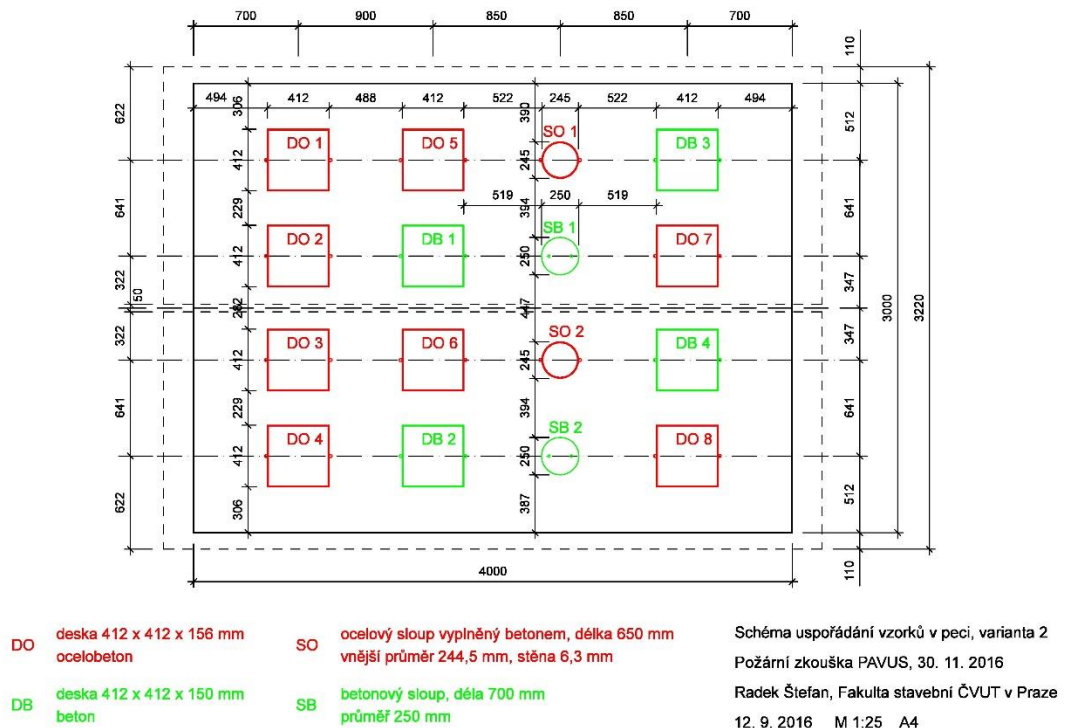 700 900 850 850 700
110
494 412 488 412 522 245 522 412 494
622 306 390 512
DO 1 DO 5 SO 1 DB 3
412 245
519 250 519
641 229 394 641
DO 2 DB 1 SB 1 DO 7
412 250
322 50 262 447 347
3000 3220
322 347
DO 3 DO 6 SO 2 DB 4
412 245
641 229 394 641
DO 4 DB 2 SB 2 DO 8
412 250
622 306 387 512
4000
110
DO deska 412 x 412 x 156 mm
ocelobeton
SO ocelový sloup vyplněný betonem, délka 650 mm
vnější průměr 244,5 mm, stěna 6,3 mm
DB deska 412 x 412 x 150 mm
beton
SB betonový sloup, déla 700 mm
průměr 250 mm
Schéma uspořádání vzorků v peci, varianta 2
Požární zkouška PAVUS, 30. 11. 2016
Radek Štefan, Fakulta stavební ČVUT v Praze
12. 9. 2016 M 1:25 A4